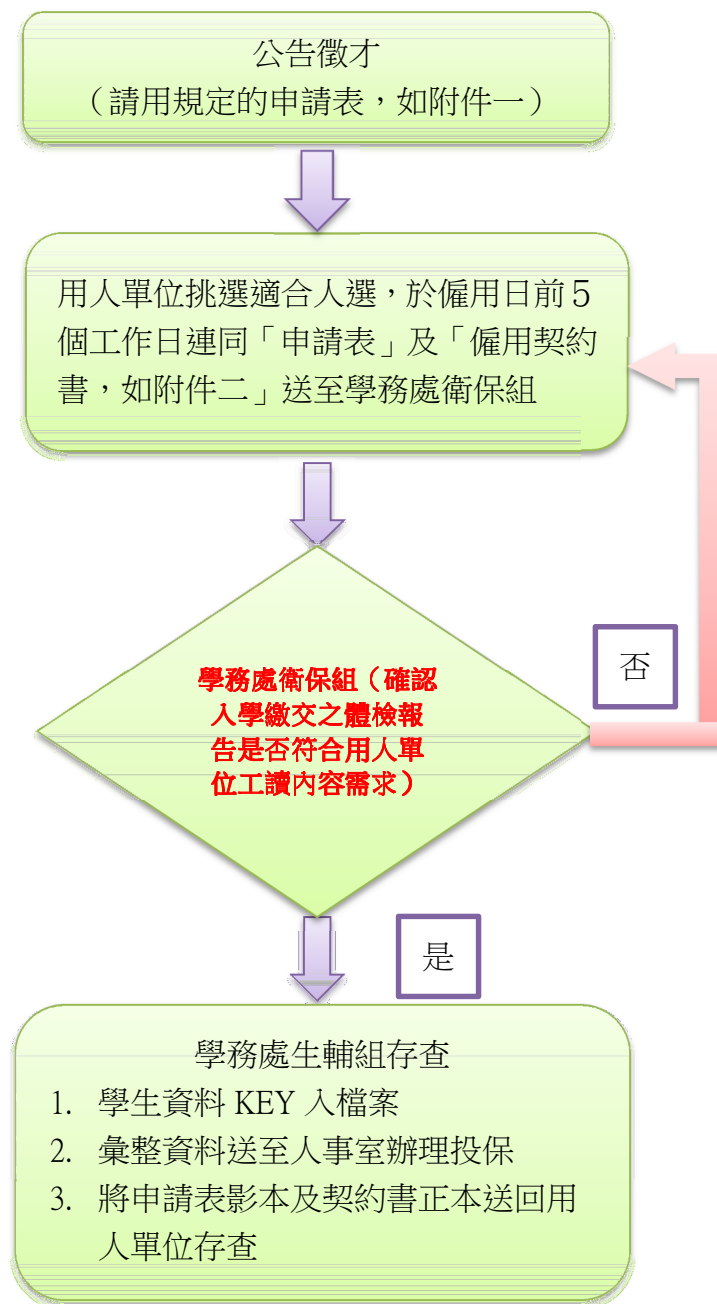 公告徵才
（請用規定的申請表，如附件一）
用人單位挑選適合人選，於僱用日前５
個工作日連同「申請表」及「僱用契約
書，如附件二」送至學務處衛保組
學務處衛保組（確認
入學繳交之體檢報
告是否符合用人單
位工讀內容需求）
否
是
學務處生輔組存查
1. 學生資料 KEY 入檔案
2. 彙整資料送至人事室辦理投保
3. 將申請表影本及契約書正本送回用
人單位存查